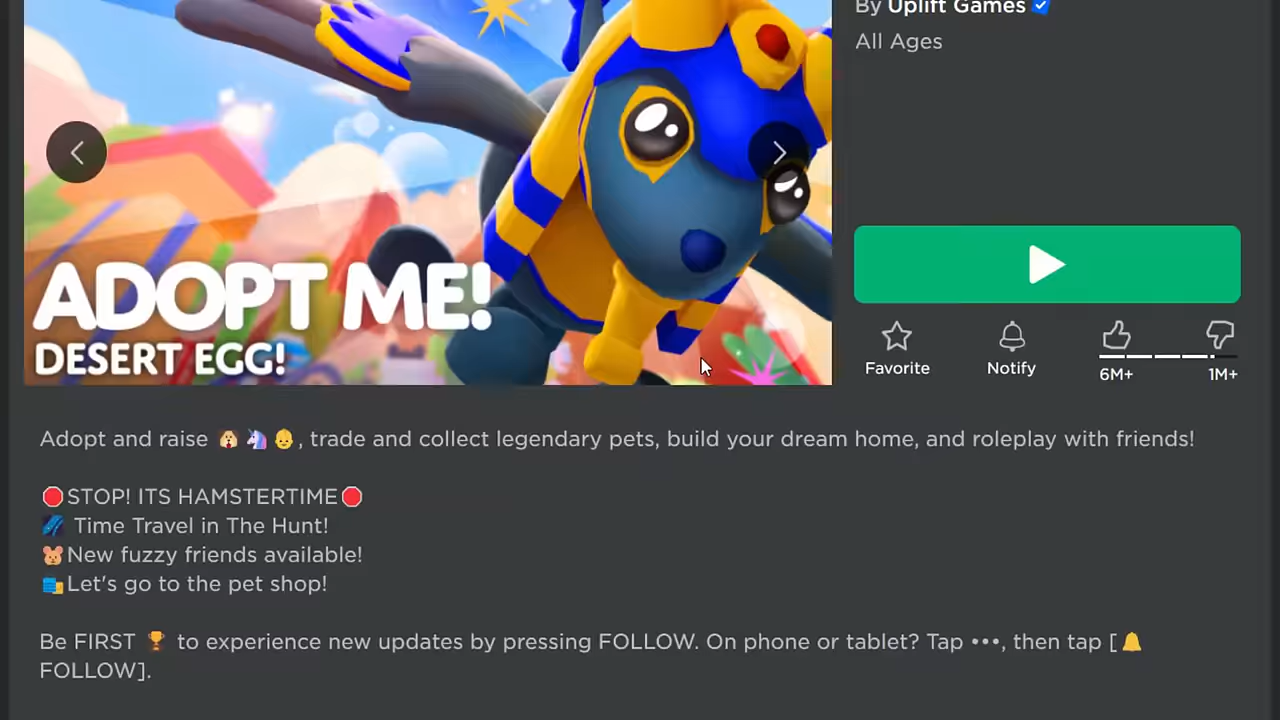 By Uplift Games
All Ages
ADOPT ME!
DESERT EGG!
Favorite
Notify
6M+
1M+
Adopt and raise 🐶🦄👶, trade and collect legendary pets, build your dream home, and roleplay with friends!
🛑STOP! ITS HAMSTERTIME🛑
🌌 Time Travel in The Hunt!
🐹New fuzzy friends available!
🏪Let's go to the pet shop!
Be FIRST 🏆 to experience new updates by pressing FOLLOW. On phone or tablet? Tap •••, then tap [🔔
FOLLOW].